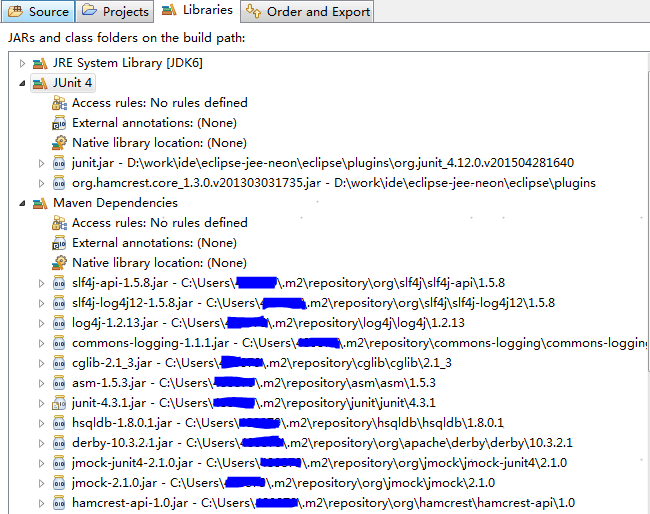 Source Projects Libraries Order and Export
JARs and class folders on the build path:
JRE System Library [JDK6]
JUnit 4
Access rules: No rules defined
External annotations: (None)
Native library location: (None)
junit.jar - D:\work\ide\eclipse-jee-neon\eclipse\plugins\org.junit_4.12.0.v201504281640
org.hamcrest.core_1.3.0.v201303031735.jar - D:\work\ide\eclipse-jee-neon\eclipse\plugins
Maven Dependencies
Access rules: No rules defined
External annotations: (None)
Native library location: (None)
slf4j-api-1.5.8.jar - C:\Users\ \.m2\repository\org\slf4j\slf4j-api\1.5.8
slf4j-log4j12-1.5.8.jar - C:\Users\ \.m2\repository\org\slf4j\slf4j-log4j12\1.5.8
log4j-1.2.13.jar - C:\Users\ \.m2\repository\log4j\log4j\1.2.13
commons-logging-1.1.1.jar - C:\Users\ \.m2\repository\commons-logging\commons-logging
cglib-2.1_3.jar - C:\Users\ \.m2\repository\cglib\cglib\2.1_3
asm-1.5.3.jar - C:\Users\ \.m2\repository\asm\asm\1.5.3
junit-4.3.1.jar - C:\Users\ \.m2\repository\junit\junit\4.3.1
hsqldb-1.8.0.1.jar - C:\Users\ \.m2\repository\hsqldb\hsqldb\1.8.0.1
derby-10.3.2.1.jar - C:\Users\ \.m2\repository\org\apache\derby\derby\10.3.2.1
jmock-junit4-2.1.0.jar - C:\Users\ \.m2\repository\org\jmock\jmock-junit4\2.1.0
jmock-2.1.0.jar - C:\Users\ \.m2\repository\org\jmock\jmock\2.1.0
hamcrest-api-1.0.jar - C:\Users\ \.m2\repository\org\hamcrest\hamcrest-api\1.0